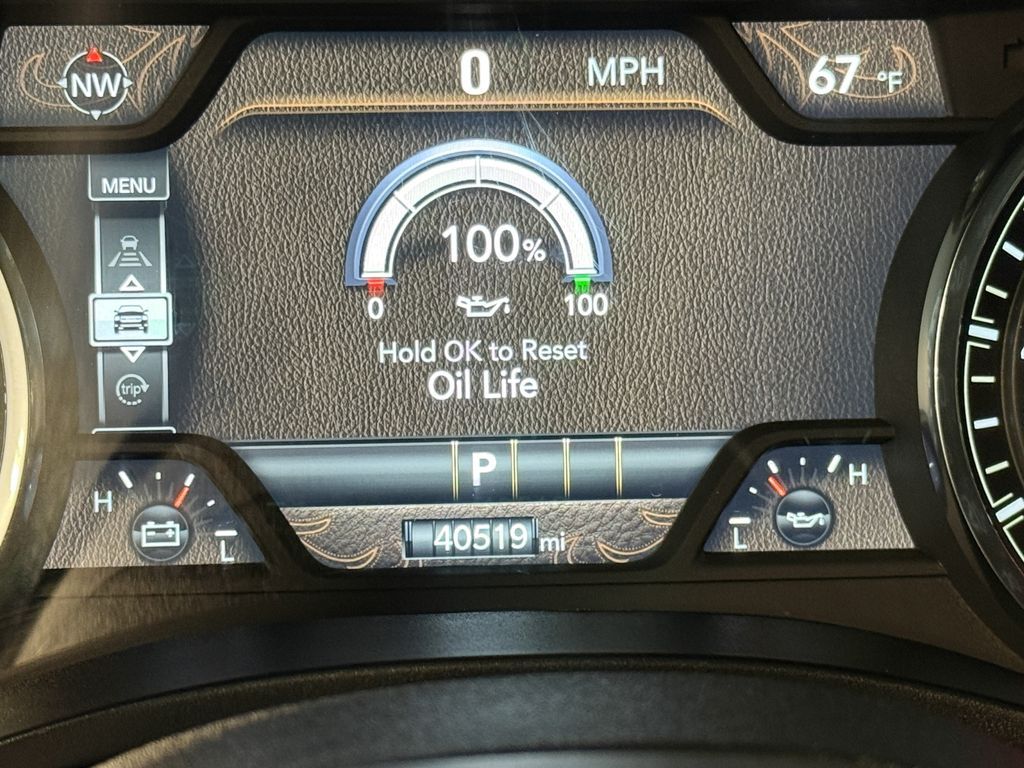 NW
0 MPH
67 °F
MENU
100%
0 100
Hold OK to Reset
Oil Life
trip
P
H
L
40519 mi
H
L